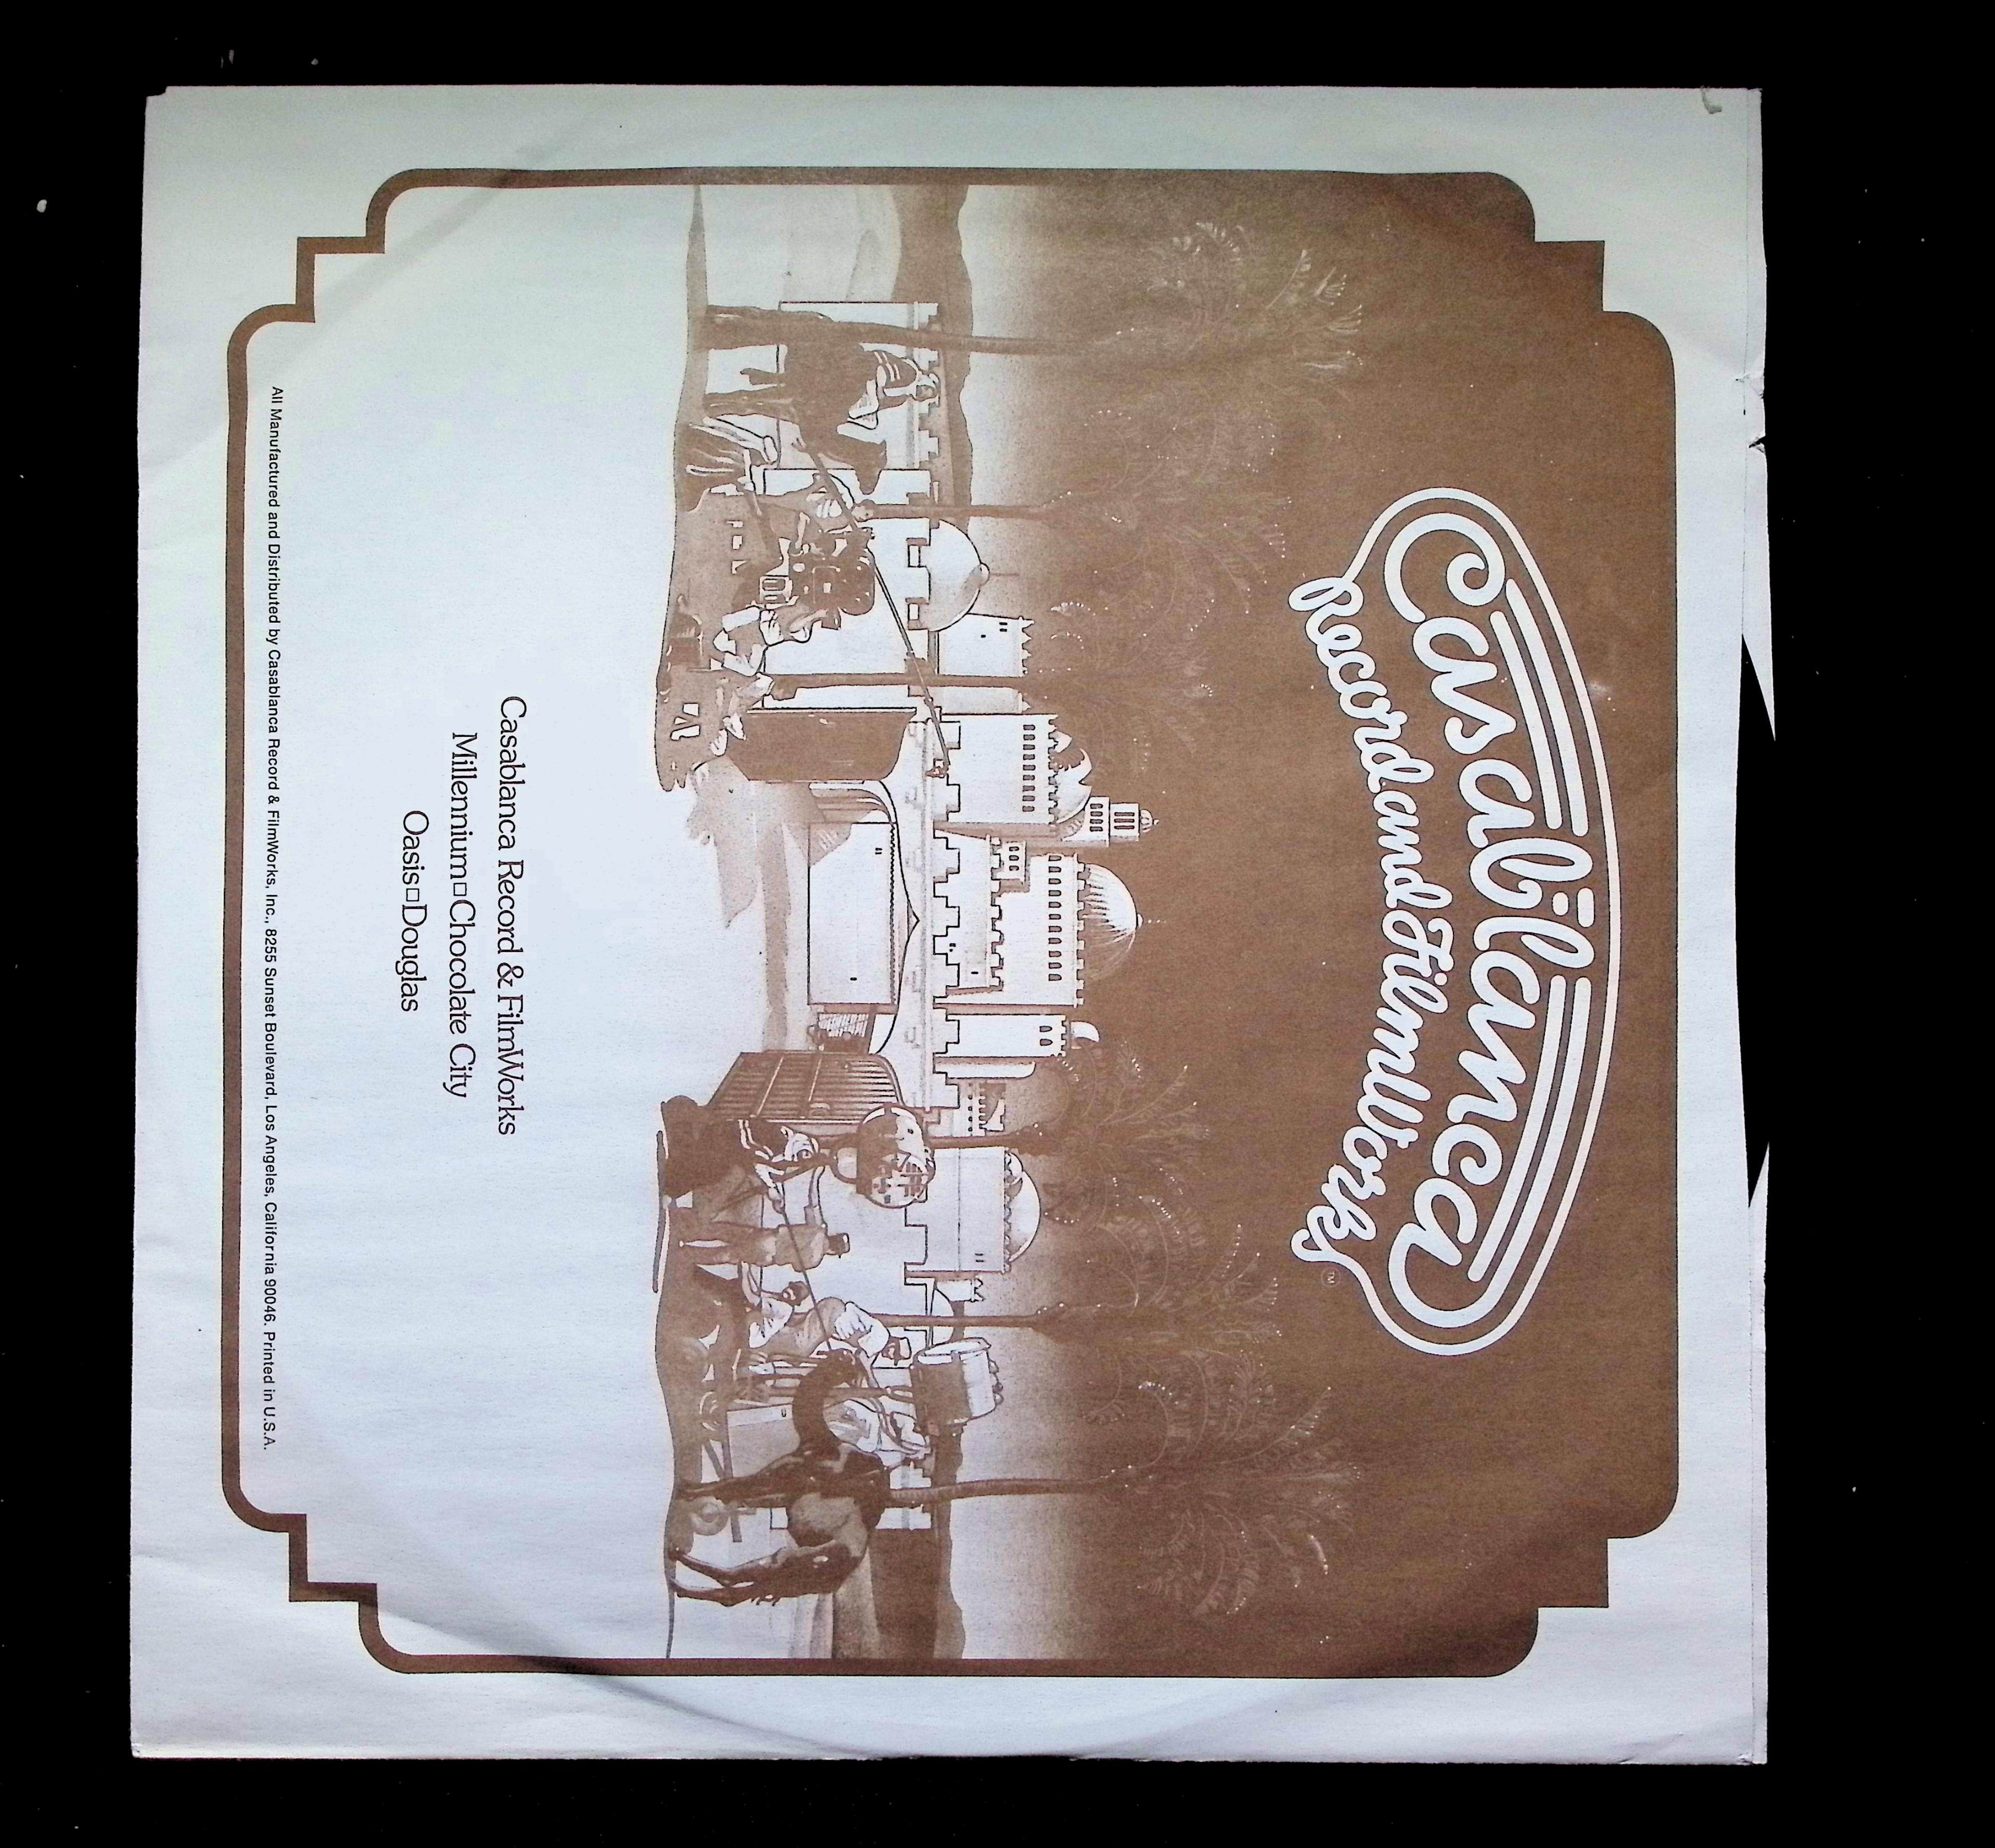 Casablanca
Record and FilmWorks
TM
Casablanca Record & FilmWorks
Millennium□Chocolate City
Oasis□Douglas
All Manufactured and Distributed by Casablanca Record & FilmWorks, Inc., 8255 Sunset Boulevard, Los Angeles, California 90046. Printed in U.S.A.